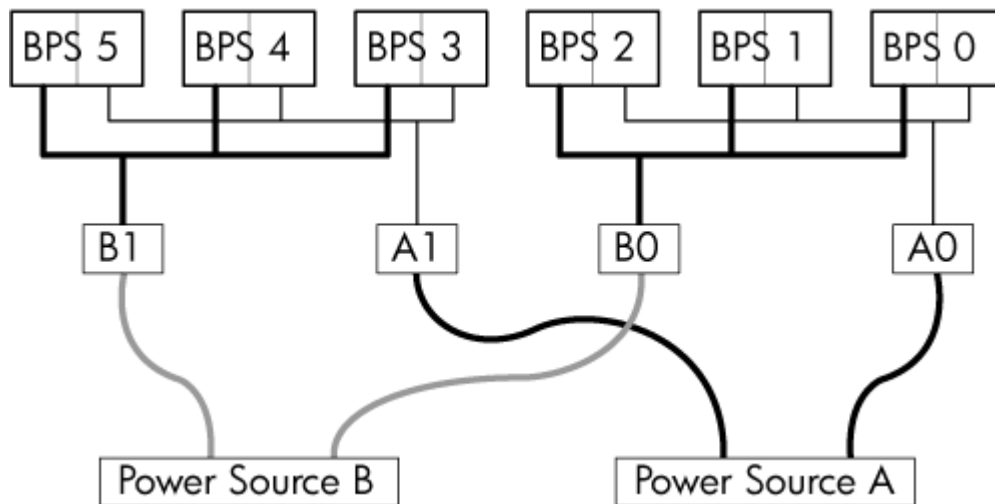 BPS 5
BPS 4
BPS 3
BPS 2
BPS 1
BPS 0
B1
A1
B0
A0
Power Source B
Power Source A